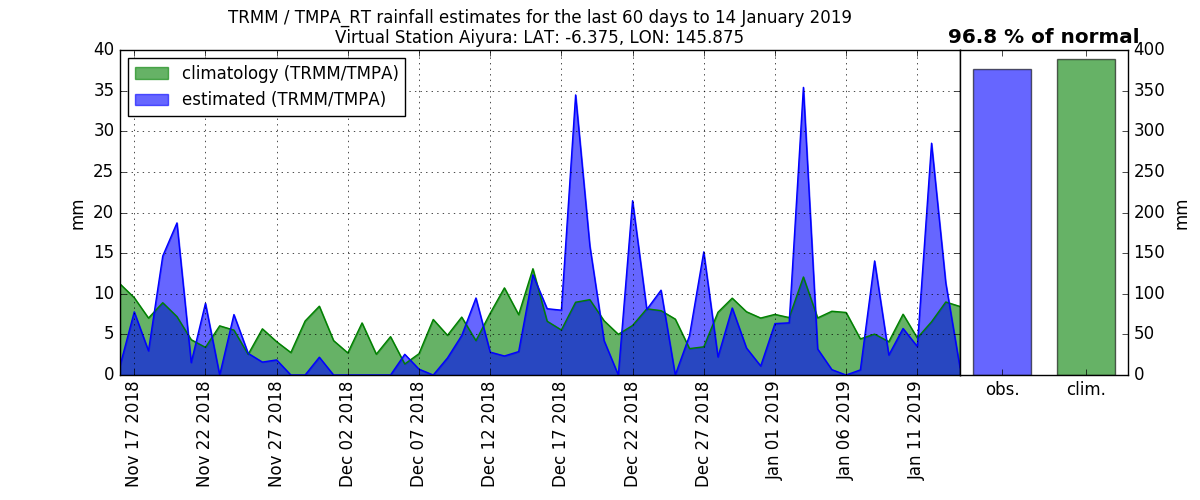 TRMM / TMPA_RT rainfall estimates for the last 60 days to 14 January 2019
Virtual Station Aiyura: LAT: -6.375, LON: 145.875
96.8 % of normal
climatology (TRMM/TMPA)
estimated (TRMM/TMPA)
40
35
30
25
20
15
10
5
0
mm
Nov 17 2018
Nov 22 2018
Nov 27 2018
Dec 02 2018
Dec 07 2018
Dec 12 2018
Dec 17 2018
Dec 22 2018
Dec 27 2018
Jan 01 2019
Jan 06 2019
Jan 11 2019
obs.
clim.
400
350
300
250
200
150
100
50
0
mm